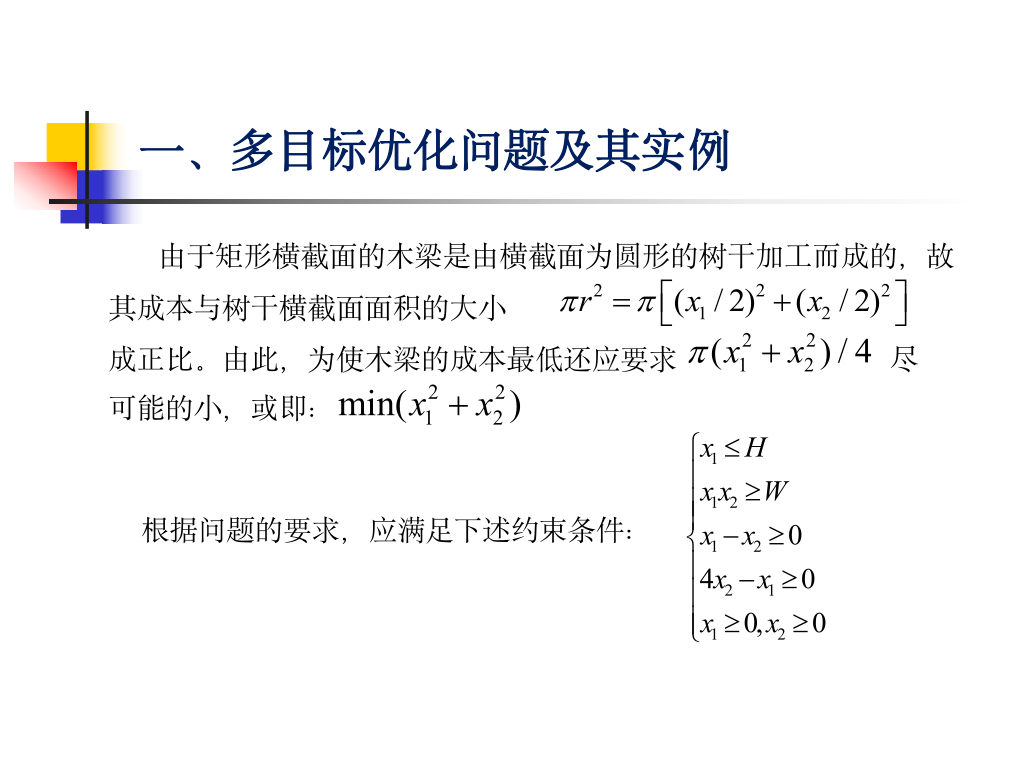 一、多目标优化问题及其实例
由于矩形横截面的木梁是由横截面为圆形的树干加工而成的，故
其成本与树干横截面面积的大小 πr² = π[(x₁ / 2)² + (x₂ / 2)²]
成正比。由此，为使木梁的成本最低还应要求 π(x₁² + x₂²) / 4 尽
可能的小，或即： min(x₁² + x₂²)
x₁ ≤ H
x₁x₂ ≥ W
根据问题的要求，应满足下述约束条件： x₁ − x₂ ≥ 0
4x₂ − x₁ ≥ 0
x₁ ≥ 0, x₂ ≥ 0